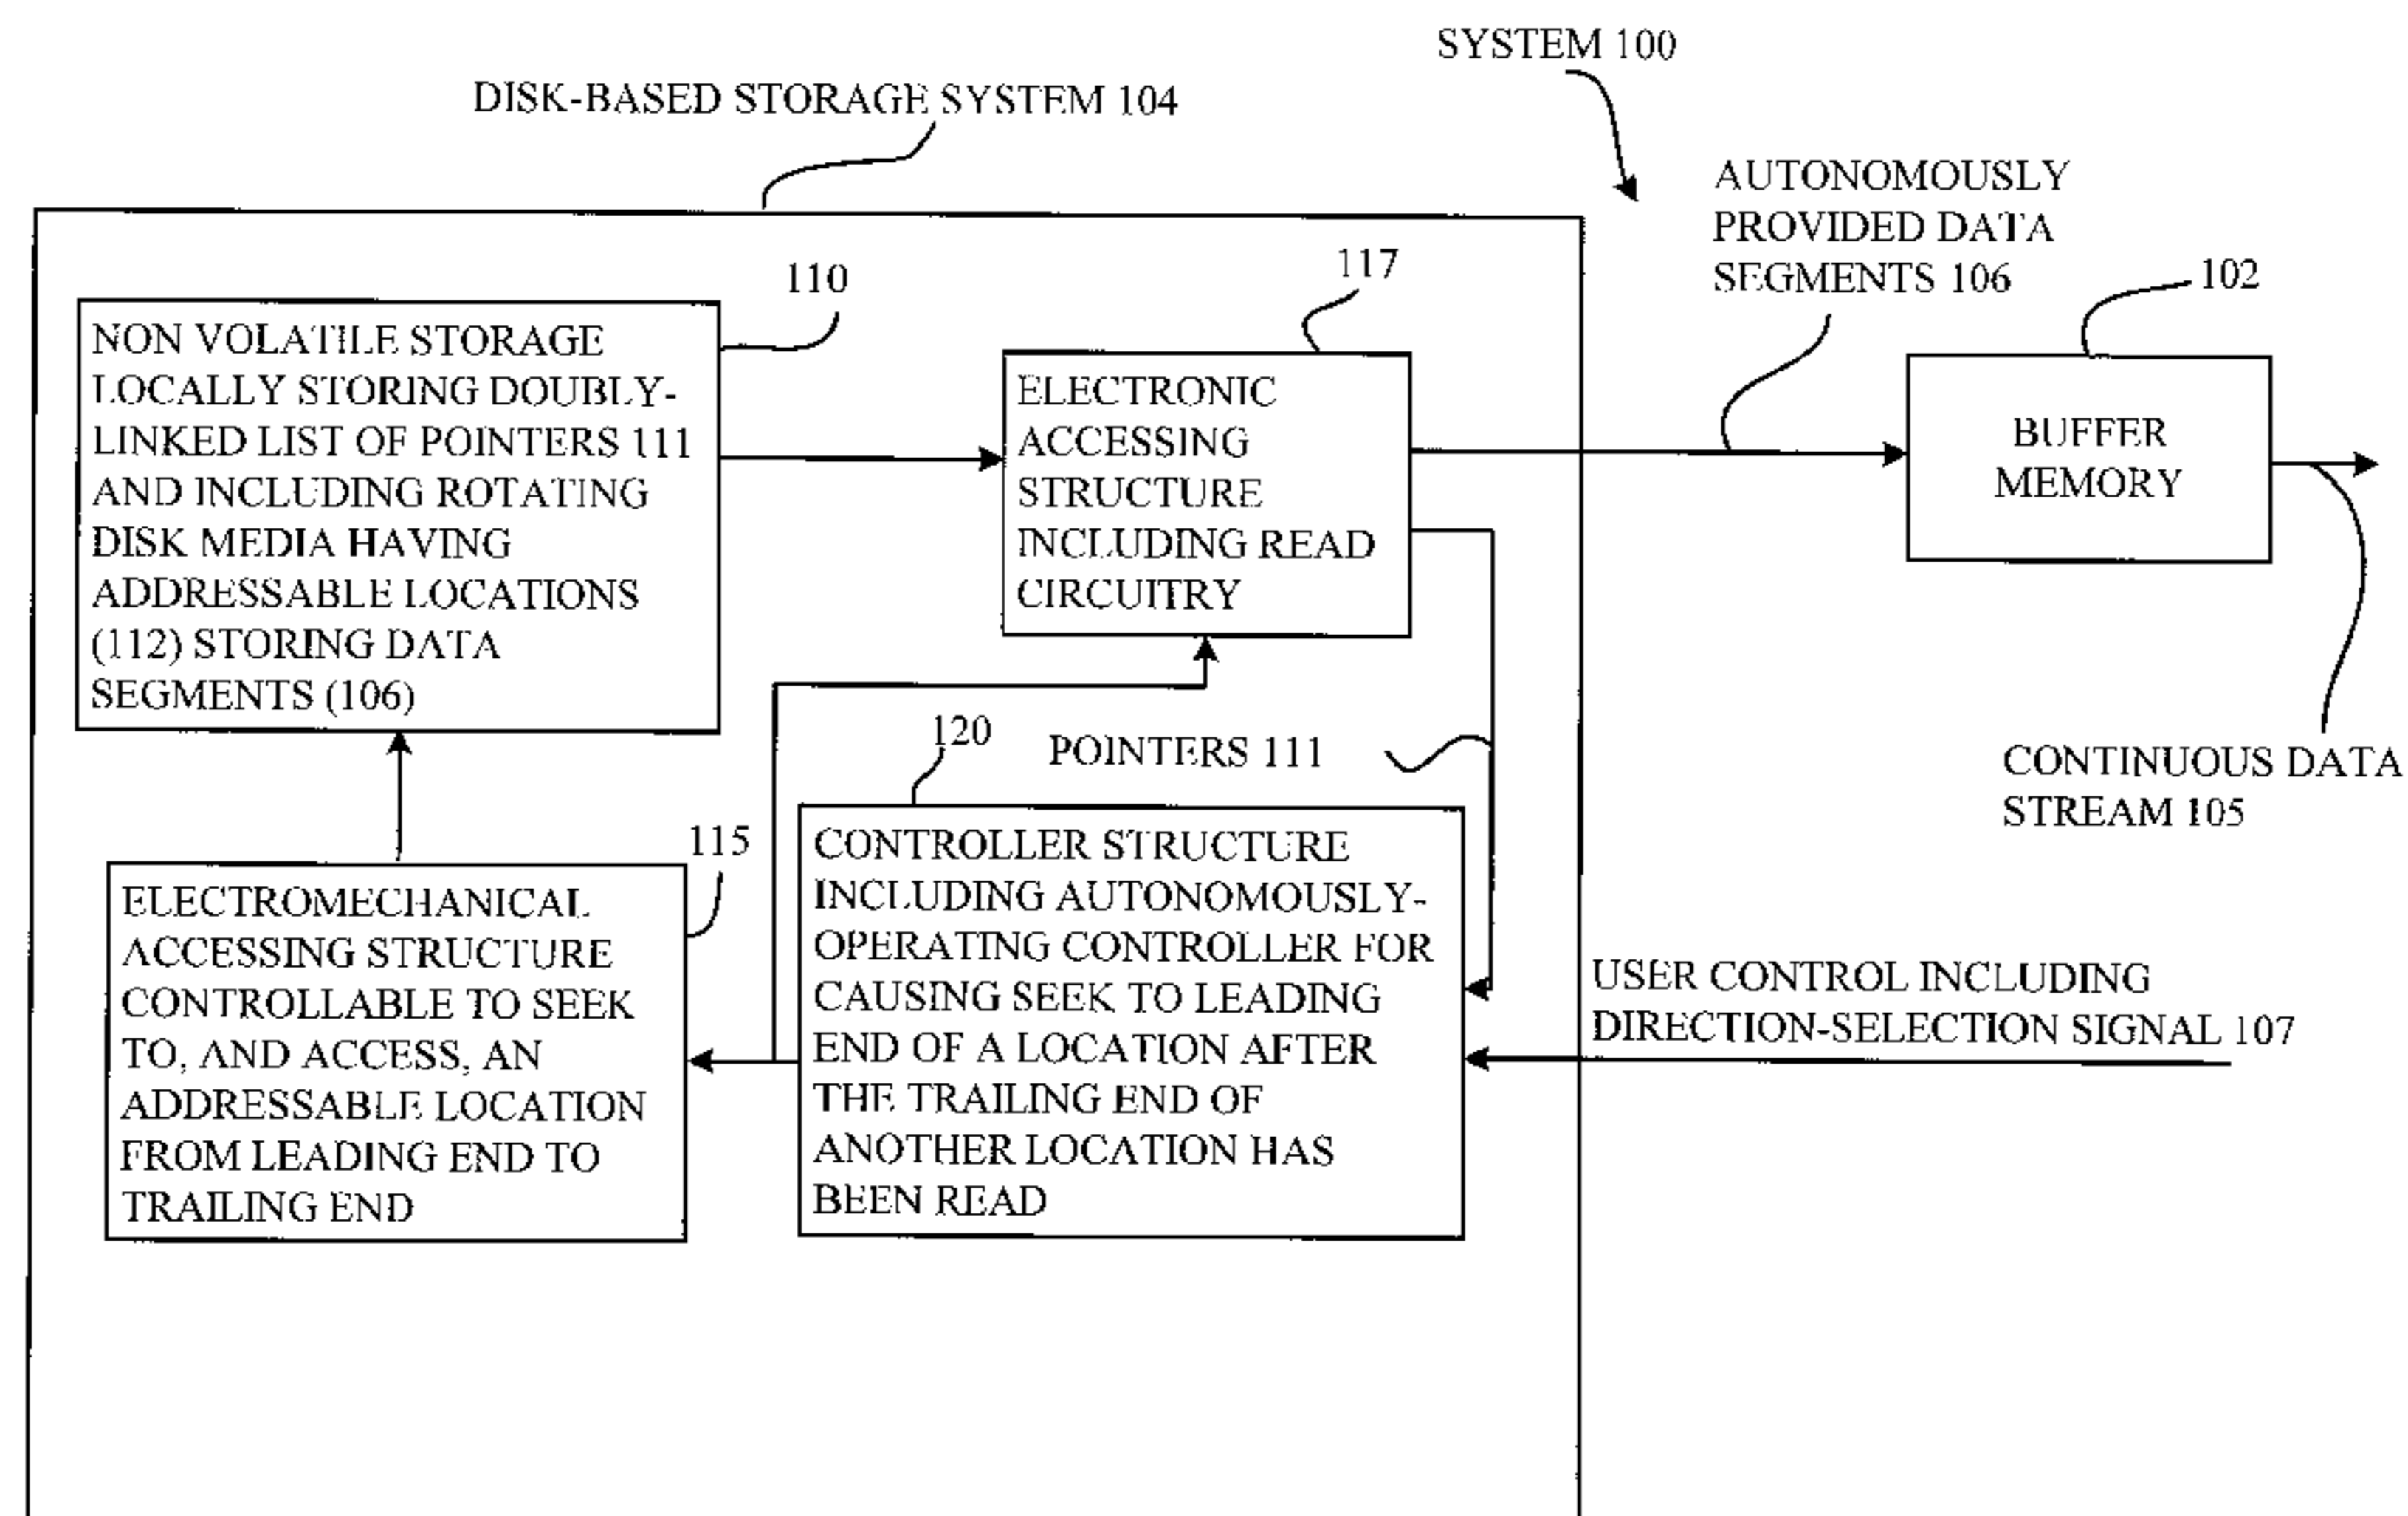 SYSTEM 100
DISK-BASED STORAGE SYSTEM 104
AUTONOMOUSLY
PROVIDED DATA
SEGMENTS 106
110
117
102
NON VOLATILE STORAGE
LOCALLY STORING DOUBLY-
LINKED LIST OF POINTERS 111
AND INCLUDING ROTATING
DISK MEDIA HAVING
ADDRESSABLE LOCATIONS
(112) STORING DATA
SEGMENTS (106)
ELECTRONIC
ACCESSING
STRUCTURE
INCLUDING READ
CIRCUITRY
BUFFER
MEMORY
120
POINTERS 111
CONTINUOUS DATA
STREAM 105
115
ELECTROMECHANICAL
ACCESSING STRUCTURE
CONTROLLABLE TO SEEK
TO, AND ACCESS, AN
ADDRESSABLE LOCATION
FROM LEADING END TO
TRAILING END
CONTROLLER STRUCTURE
INCLUDING AUTONOMOUSLY-
OPERATING CONTROLLER FOR
CAUSING SEEK TO LEADING
END OF A LOCATION AFTER
THE TRAILING END OF
ANOTHER LOCATION HAS
BEEN READ
USER CONTROL INCLUDING
DIRECTION-SELECTION SIGNAL 107